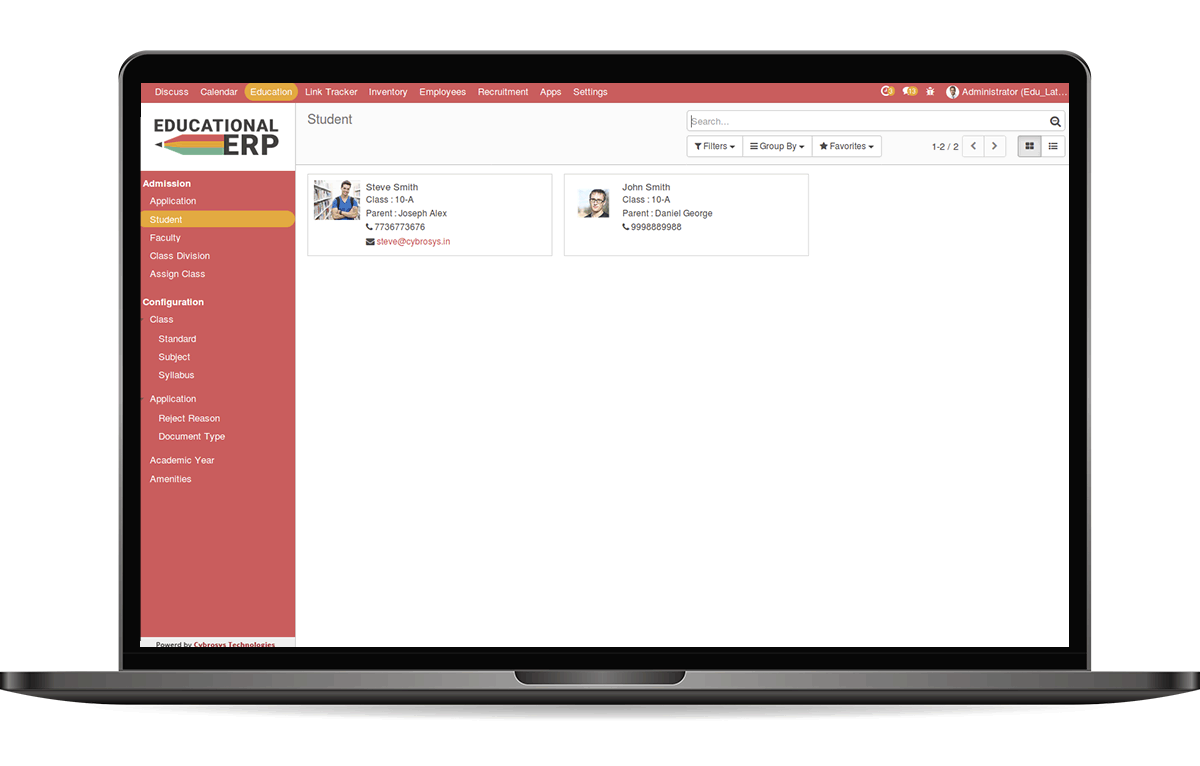 Discuss Calendar Education Link Tracker Inventory Employees Recruitment Apps Settings Administrator (Edu_Lat...
EDUCATIONAL
ERP
Student
Search...
Filters Group By Favorites 1-2 / 2
Admission
Application
Student
Faculty
Class Division
Assign Class
Configuration
Class
Standard
Subject
Syllabus
Application
Reject Reason
Document Type
Academic Year
Amenities
Powerd by Cybrosys Technologies
Steve Smith
Class : 10-A
Parent : Joseph Alex
7736773676
steve@cybrosys.in
John Smith
Class : 10-A
Parent : Daniel George
9998889988